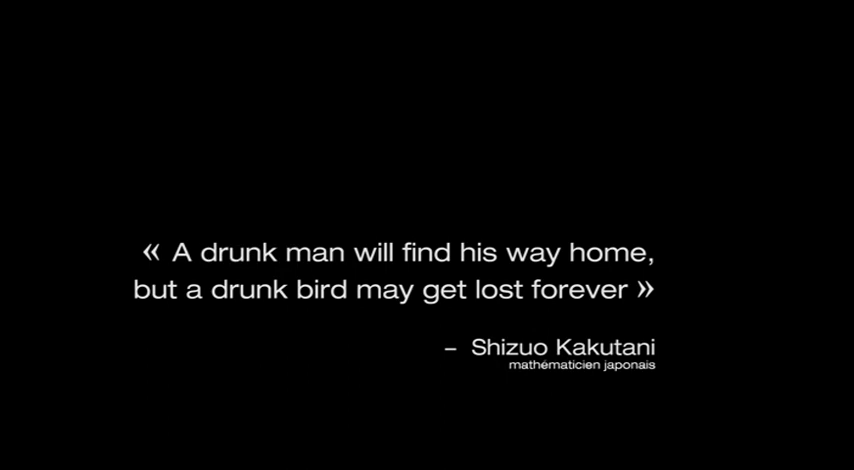 « A drunk man will find his way home,
but a drunk bird may get lost forever »
– Shizuo Kakutani
mathématicien japonais